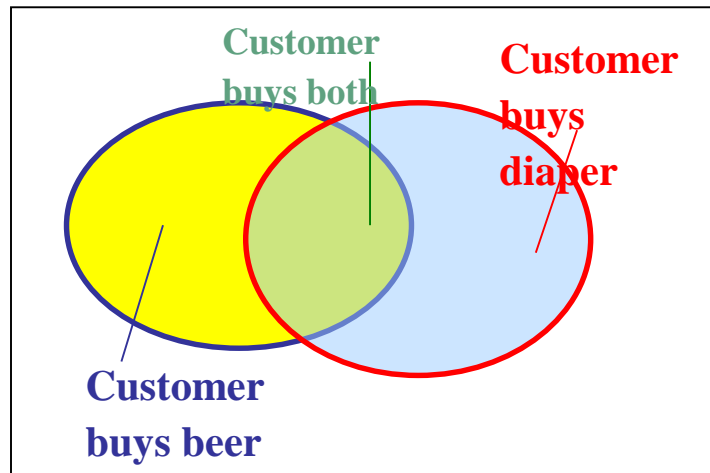 Customer
buys both
Customer
buys
diaper
Customer
buys beer